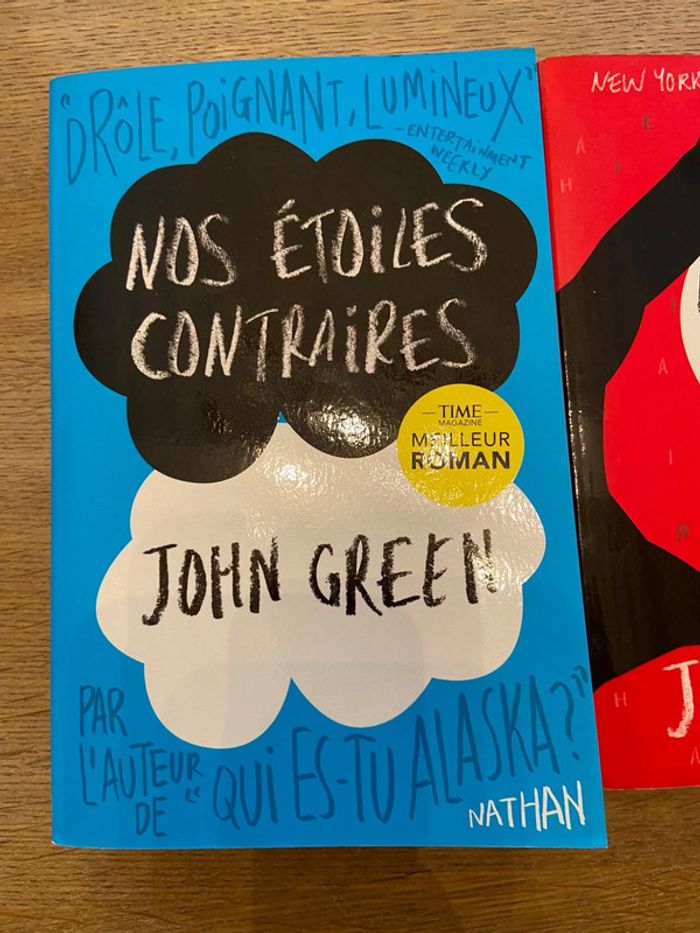 "DRÔLE, POIGNANT, LUMINEUX"
- ENTERTAINMENT
WEEKLY
NOS ÉTOILES
CONTRAIRES
TIME
MAGAZINE
MEILLEUR
ROMAN
JOHN GREEN
PAR
L'AUTEUR
DE "QUI ES-TU ALASKA?"
NATHAN
NEW YORK
E
A
I
H
A
A
I
M
H
J
A